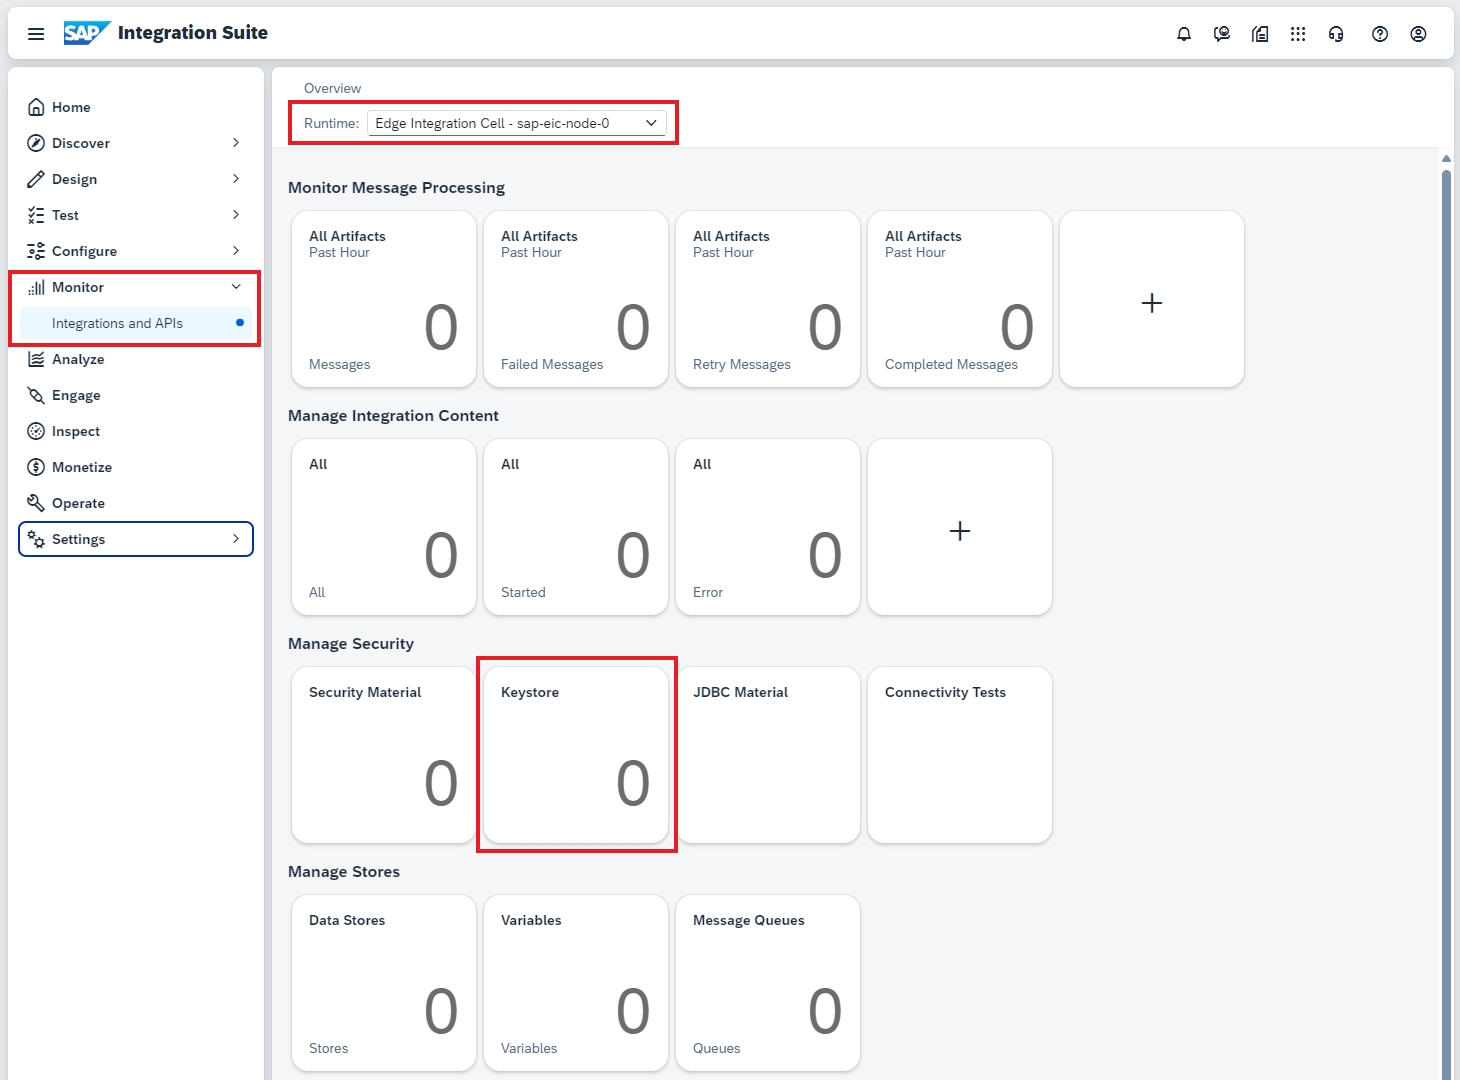 SAP Integration Suite
Home
Discover
Design
Test
Configure
Monitor
Integrations and APIs
Analyze
Engage
Inspect
Monetize
Operate
Settings
Overview
Runtime: Edge Integration Cell - sap-eic-node-0
Monitor Message Processing
All Artifacts
Past Hour
0
Messages
All Artifacts
Past Hour
0
Failed Messages
All Artifacts
Past Hour
0
Retry Messages
All Artifacts
Past Hour
0
Completed Messages
+
Manage Integration Content
All
0
All
All
0
Started
All
0
Error
+
Manage Security
Security Material
0
Keystore
0
JDBC Material
Connectivity Tests
Manage Stores
Data Stores
0
Stores
Variables
0
Variables
Message Queues
0
Queues